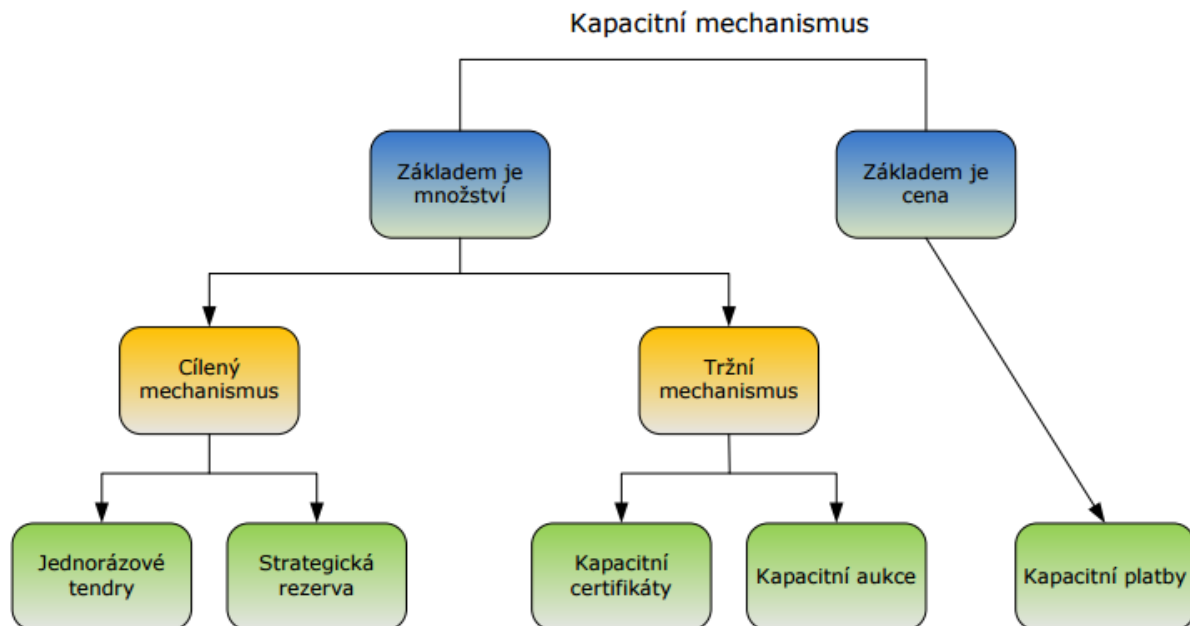 Kapacitní mechanismus
Základem je
množství
Základem je
cena
Cílený
mechanismus
Tržní
mechanismus
Jednorázové
tendry
Strategická
rezerva
Kapacitní
certifikáty
Kapacitní aukce
Kapacitní platby